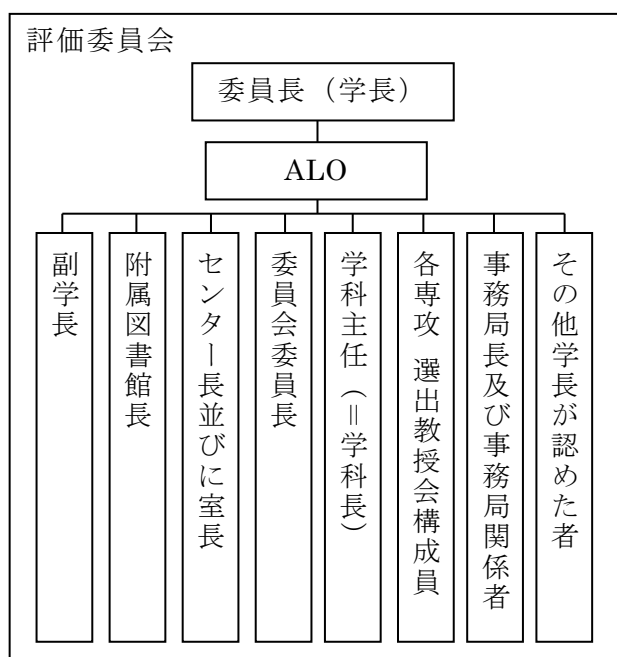 評価委員会
委員長（学長）
ALO
副学長
附属図書館長
センター長並びに室長
委員会委員長
学科主任（＝学科長）
各専攻 選出教授会構成員
事務局長及び事務局関係者
その他学長が認めた者